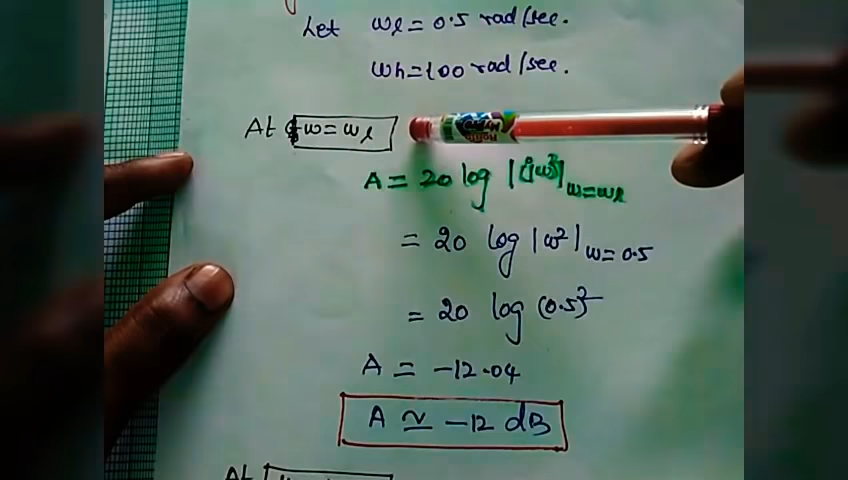 Let ωl = 0.5 rad/sec.
ωh = 100 rad/sec.
At ω = ωl
A = 20 log |(jω)²| ω=ωl
= 20 log |ω²| ω=0.5
= 20 log (0.5)²
A = -12.04
A ≃ -12 dB
At